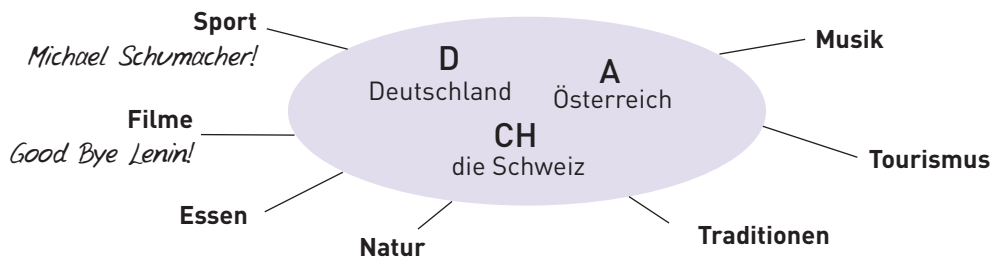 Sport
Michael Schumacher!
Filme
Good Bye Lenin!
Essen
Natur
D
Deutschland
A
Österreich
CH
die Schweiz
Musik
Tourismus
Traditionen